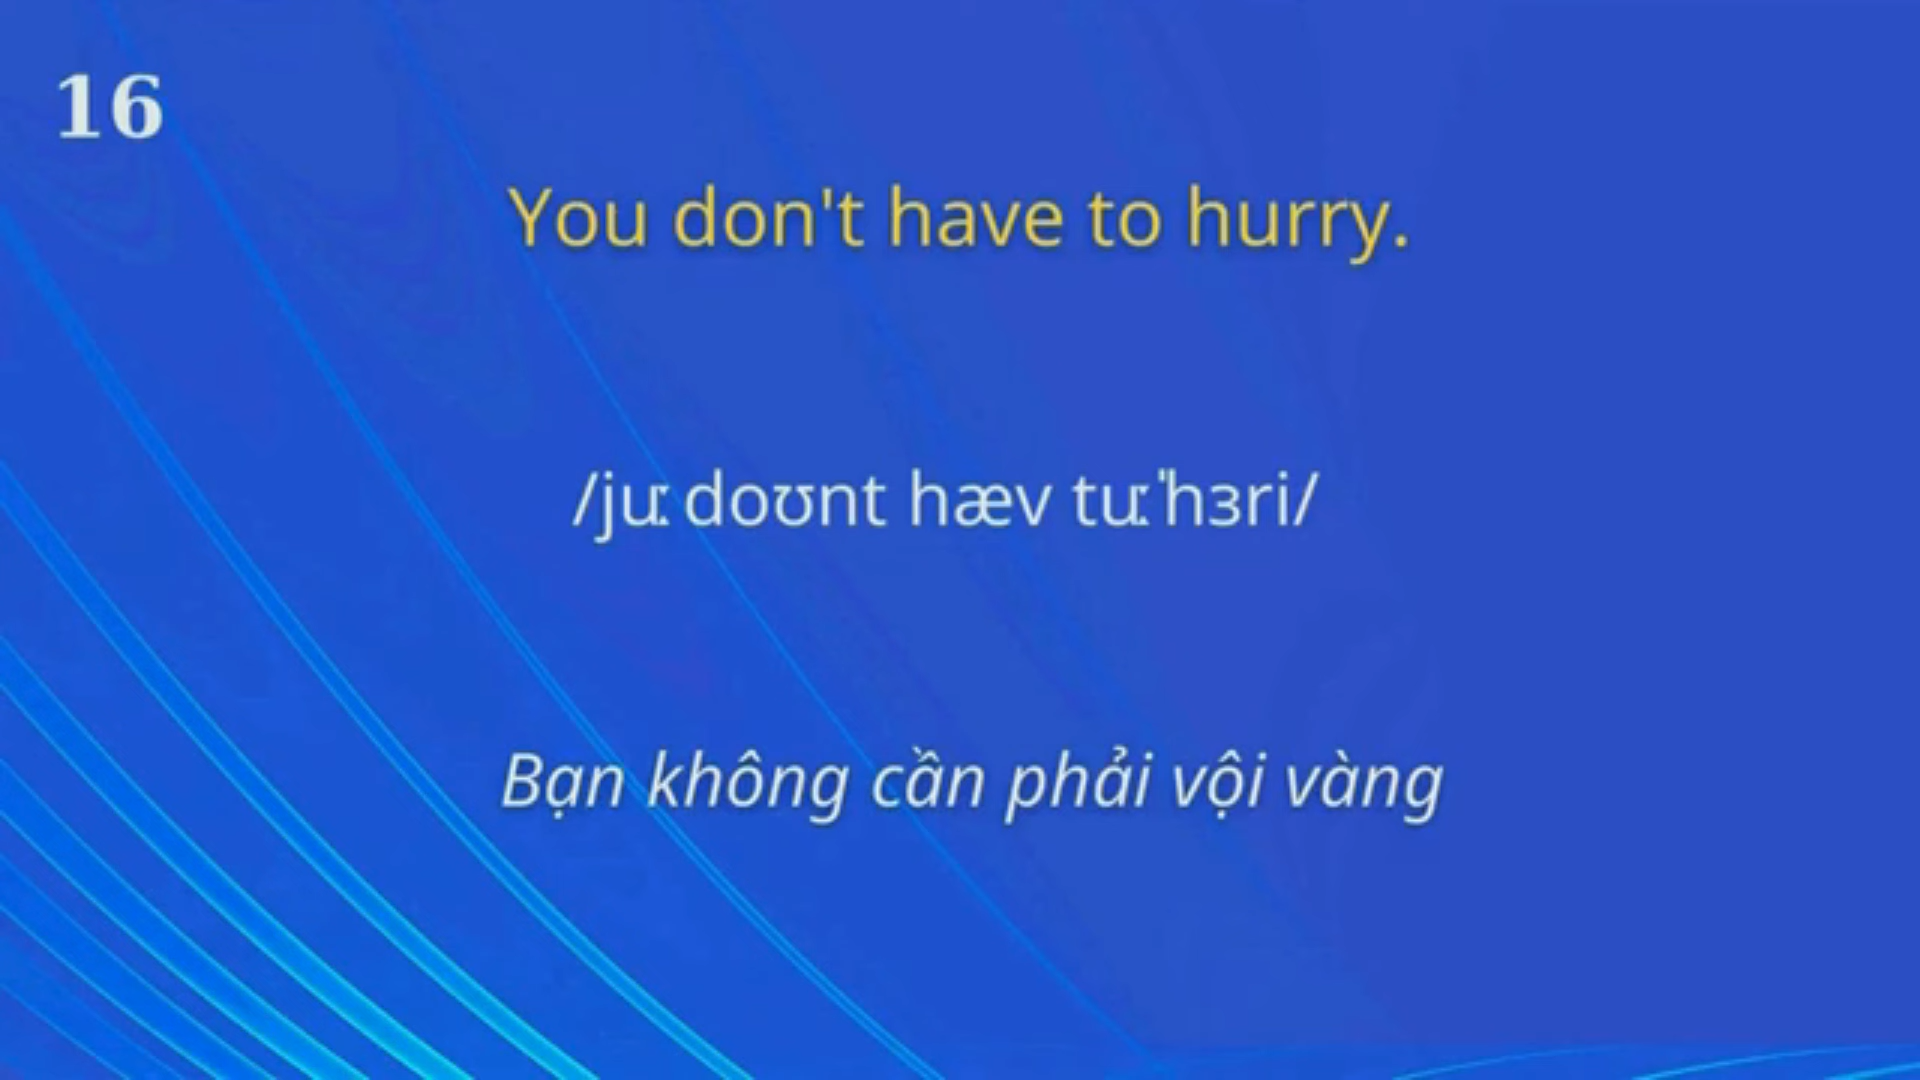 16
You don't have to hurry.
/juː doʊnt hæv tuː ˈhɜri/
Bạn không cần phải vội vàng